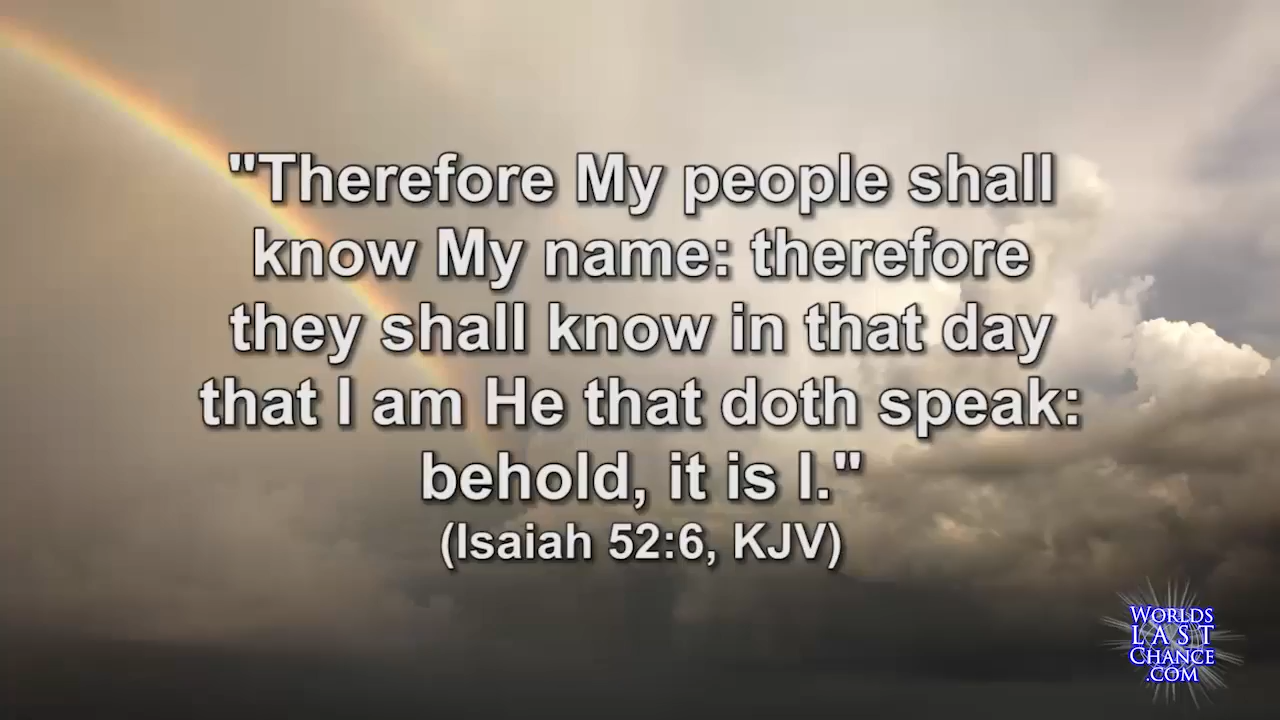 "Therefore My people shall
know My name: therefore
they shall know in that day
that I am He that doth speak:
behold, it is I."
(Isaiah 52:6, KJV)
WORLDS
LAST
CHANCE
.COM